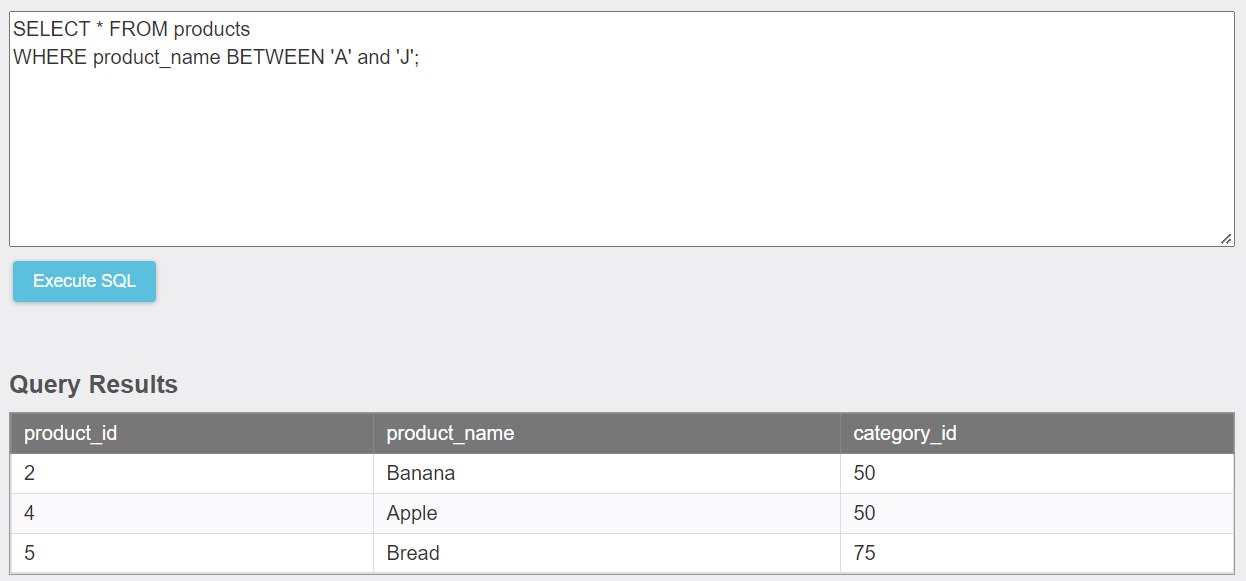 SELECT * FROM products
WHERE product_name BETWEEN 'A' and 'J';
Execute SQL
Query Results
product_id product_name category_id
2 Banana 50
4 Apple 50
5 Bread 75